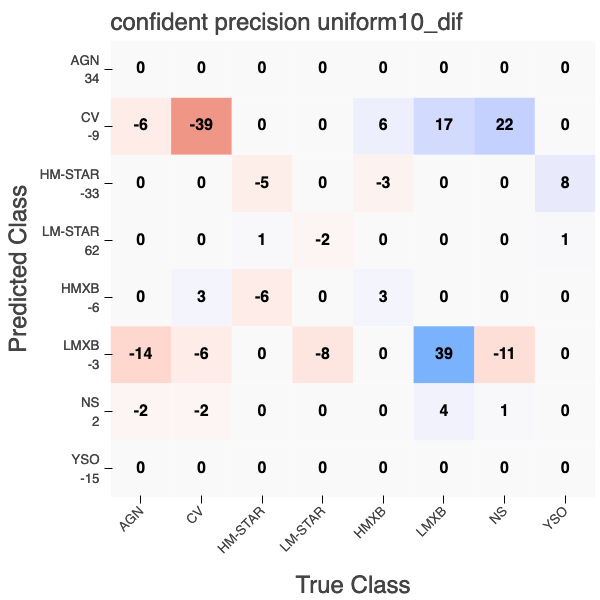 confident precision uniform10_dif
AGN
34
0 0 0 0 0 0 0 0
CV
-9
-6 -39 0 0 6 17 22 0
HM-STAR
-33
0 0 -5 0 -3 0 0 8
LM-STAR
62
0 0 1 -2 0 0 0 1
HMXB
-6
0 3 -6 0 3 0 0 0
LMXB
-3
-14 -6 0 -8 0 39 -11 0
NS
2
-2 -2 0 0 0 4 1 0
YSO
-15
0 0 0 0 0 0 0 0
Predicted Class
AGN CV HM-STAR LM-STAR HMXB LMXB NS YSO
True Class